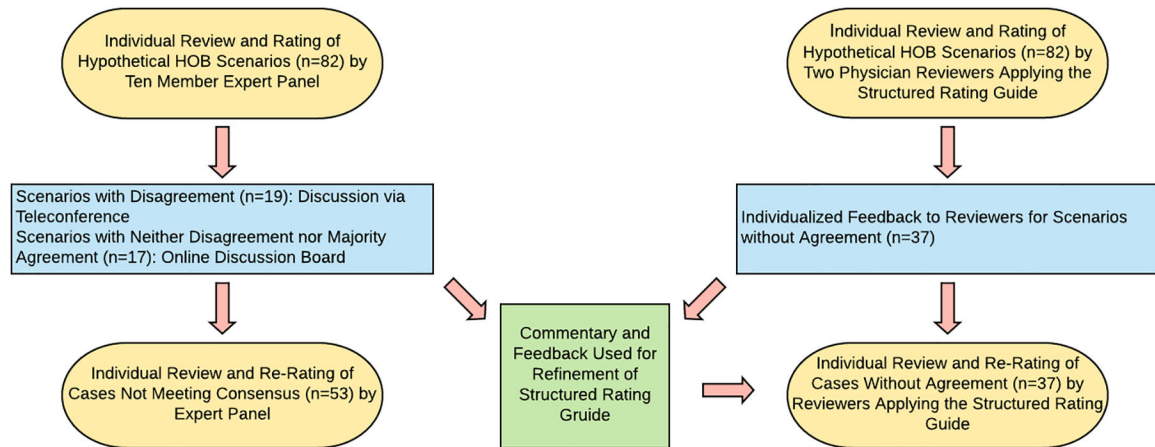 Individual Review and Rating of
Hypothetical HOB Scenarios (n=82) by
Ten Member Expert Panel
Individual Review and Rating of
Hypothetical HOB Scenarios (n=82) by
Two Physician Reviewers Applying the
Structured Rating Guide
Scenarios with Disagreement (n=19): Discussion via
Teleconference
Scenarios with Neither Disagreement nor Majority
Agreement (n=17): Online Discussion Board
Individualized Feedback to Reviewers for Scenarios
without Agreement (n=37)
Commentary and
Feedback Used for
Refinement of
Structured Rating
Gruide
Individual Review and Re-Rating of
Cases Not Meeting Consensus (n=53) by
Expert Panel
Individual Review and Re-Rating of
Cases Without Agreement (n=37) by
Reviewers Applying the Structured Rating
Guide